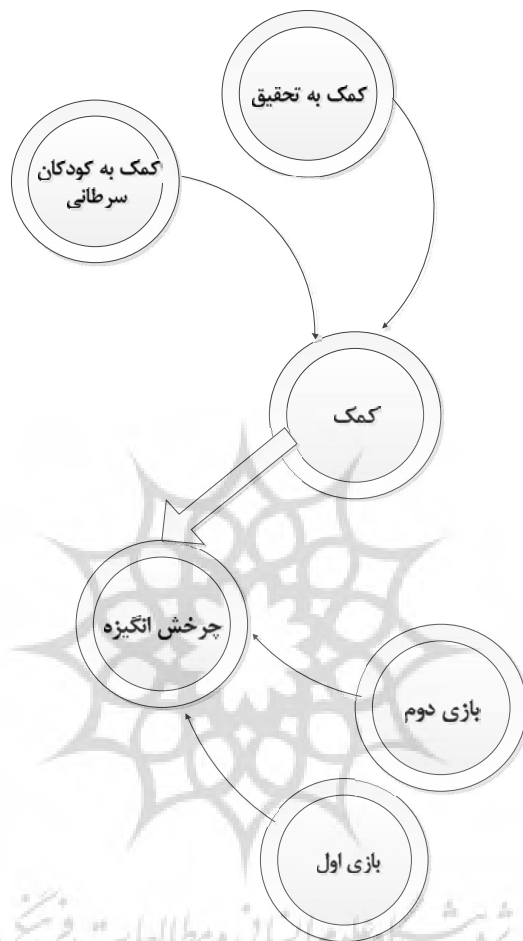 کمک به تحقیق
کمک به کودکان
سرطانی
کمک
چرخش انگیزه
بازی دوم
بازی اول